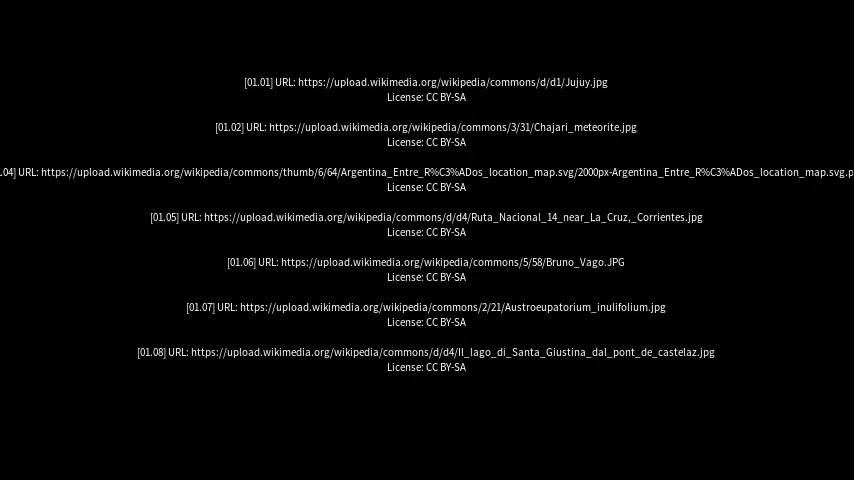 [01.01] URL: https://upload.wikimedia.org/wikipedia/commons/d/d1/Jujuy.jpg
License: CC BY-SA
[01.02] URL: https://upload.wikimedia.org/wikipedia/commons/3/31/Chajari_meteorite.jpg
License: CC BY-SA
.04] URL: https://upload.wikimedia.org/wikipedia/commons/thumb/6/64/Argentina_Entre_R%C3%ADos_location_map.svg/2000px-Argentina_Entre_R%C3%ADos_location_map.svg.p
License: CC BY-SA
[01.05] URL: https://upload.wikimedia.org/wikipedia/commons/d/d4/Ruta_Nacional_14_near_La_Cruz,_Corrientes.jpg
License: CC BY-SA
[01.06] URL: https://upload.wikimedia.org/wikipedia/commons/5/58/Bruno_Vago.JPG
License: CC BY-SA
[01.07] URL: https://upload.wikimedia.org/wikipedia/commons/2/21/Austroeupatorium_inulifolium.jpg
License: CC BY-SA
[01.08] URL: https://upload.wikimedia.org/wikipedia/commons/d/d4/Il_lago_di_Santa_Giustina_dal_pont_de_castelaz.jpg
License: CC BY-SA